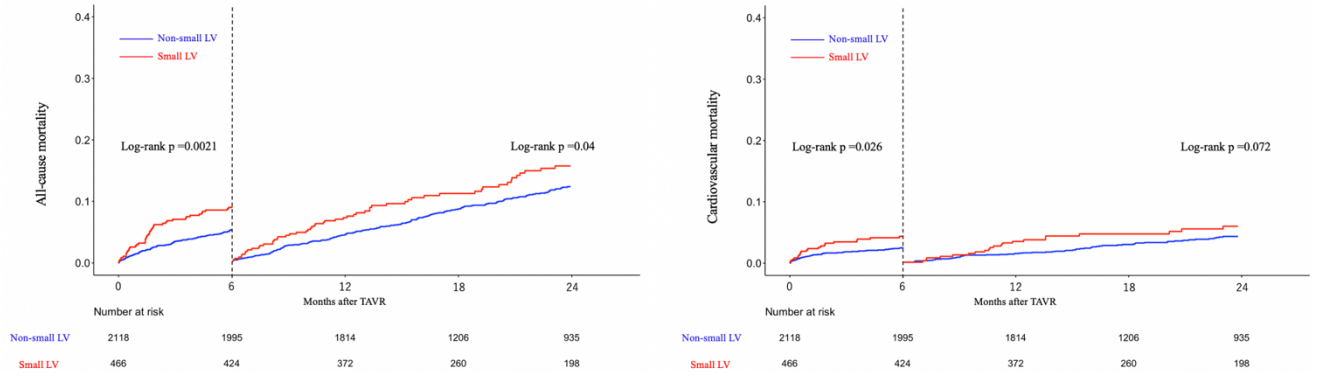 All-cause mortality
0.4
0.3
0.2
0.1
0.0
Non-small LV
Small LV
Log-rank p =0.0021
Log-rank p =0.04
0 6 12 18 24
Months after TAVR
Number at risk
Non-small LV 2118 1995 1814 1206 935
Small LV 466 424 372 260 198
Cardiovascular mortality
0.4
0.3
0.2
0.1
0.0
Non-small LV
Small LV
Log-rank p =0.026
Log-rank p =0.072
0 6 12 18 24
Months after TAVR
Number at risk
Non-small LV 2118 1995 1814 1206 935
Small LV 466 424 372 260 198